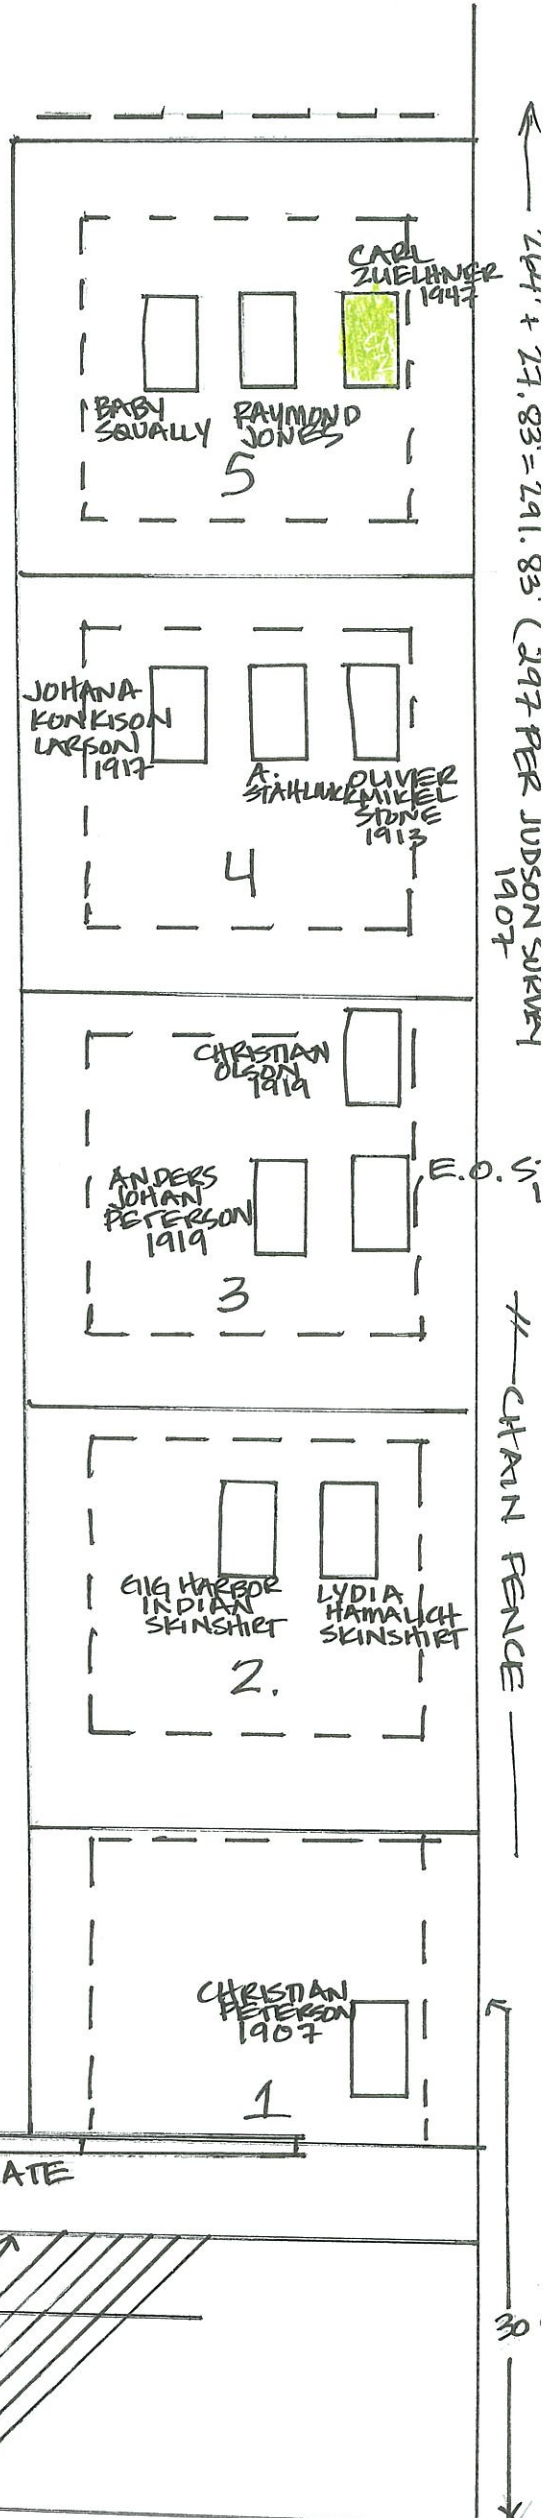 CARL
ZUELHNER
1947
BABY
SQUALLY
RAYMOND
JONES
5
JOHANA
KONKISON
LARSON
1917
A.
OLIVIER
MIKEL
STONE
1913
4
CHRISTIAN
OLSON
1919
ANDERS
JOHAN
PETERSON
1919
E.O.S.
3
GIG HARBOR
INDIAN
SKINSHIRT
LYDIA
HAMALICH
SKINSHIRT
2.
CHRISTIAN
PETERSON
1907
1
ATE
30'
264' + 27.83' = 291.83' (297 PER JUDSON SURVEY
1907
CHAIN FENCE